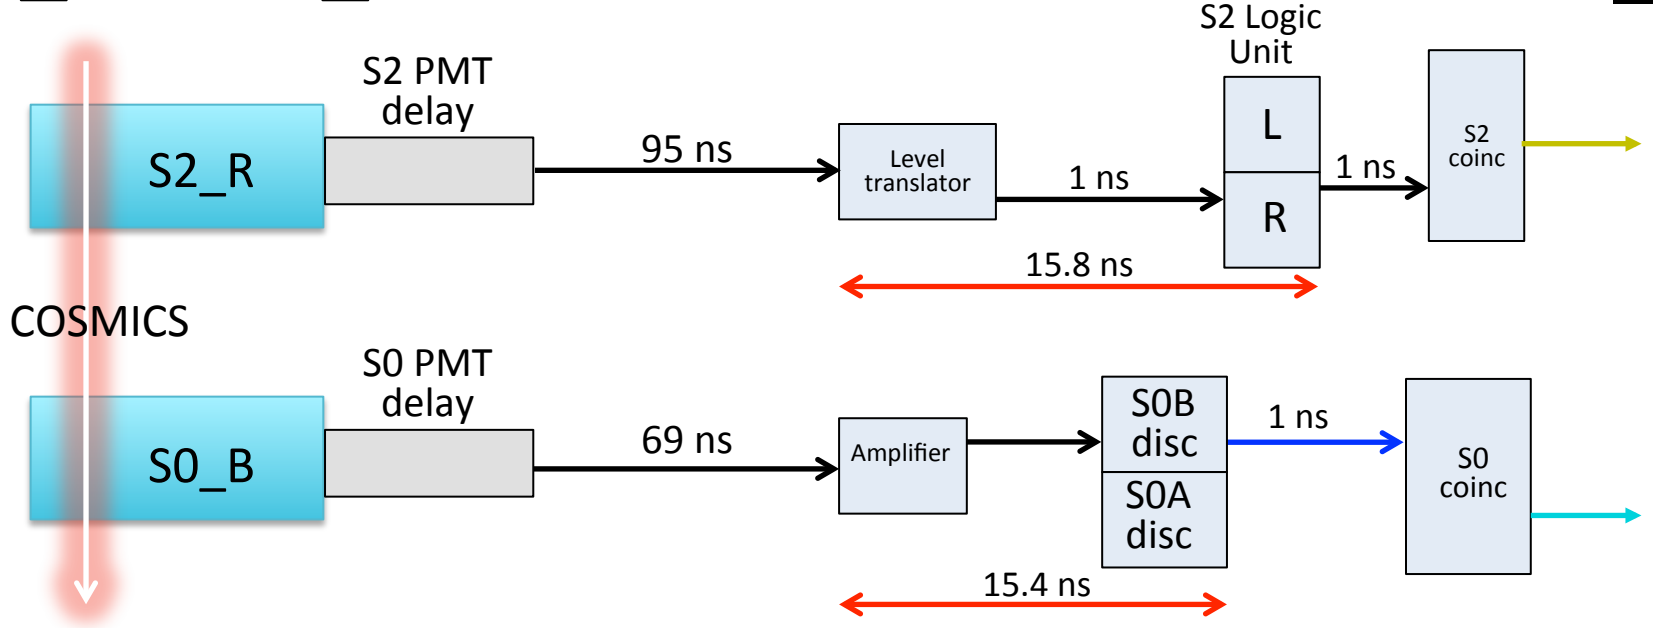 S2 Logic
Unit
S2 PMT
delay
S2_R
95 ns
Level
translator
1 ns
L
R
1 ns
S2
coinc
15.8 ns
COSMICS
S0 PMT
delay
S0_B
69 ns
Amplifier
S0B
disc
S0A
disc
1 ns
S0
coinc
15.4 ns